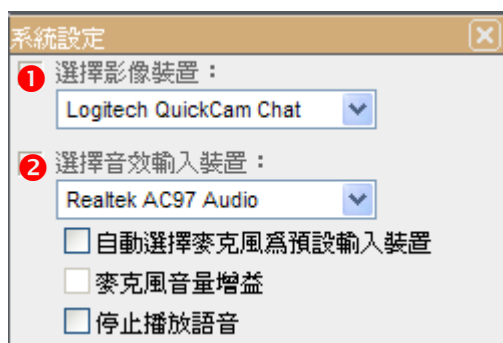 系統設定
1 選擇影像裝置：
Logitech QuickCam Chat
2 選擇音效輸入裝置：
Realtek AC97 Audio
自動選擇麥克風爲預設輸入裝置
麥克風音量增益
停止播放語音